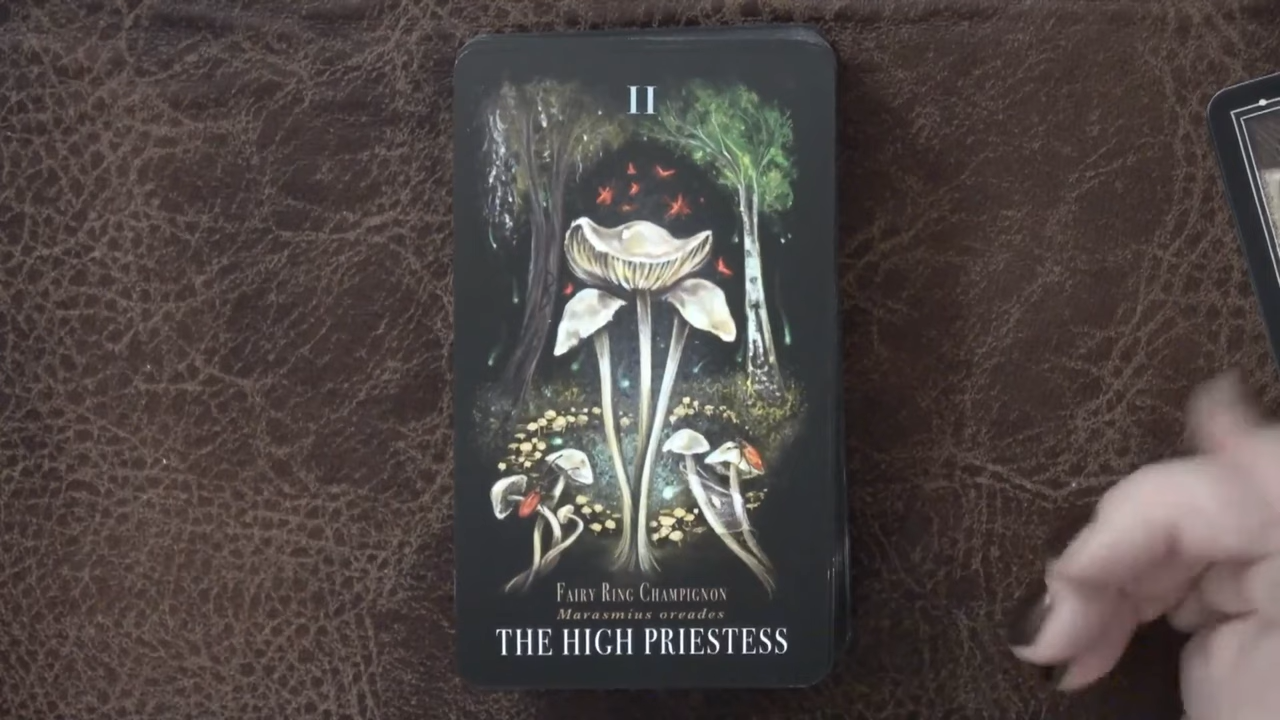 II
Fairy Ring Champignon
Marasmius oreades
THE HIGH PRIESTESS